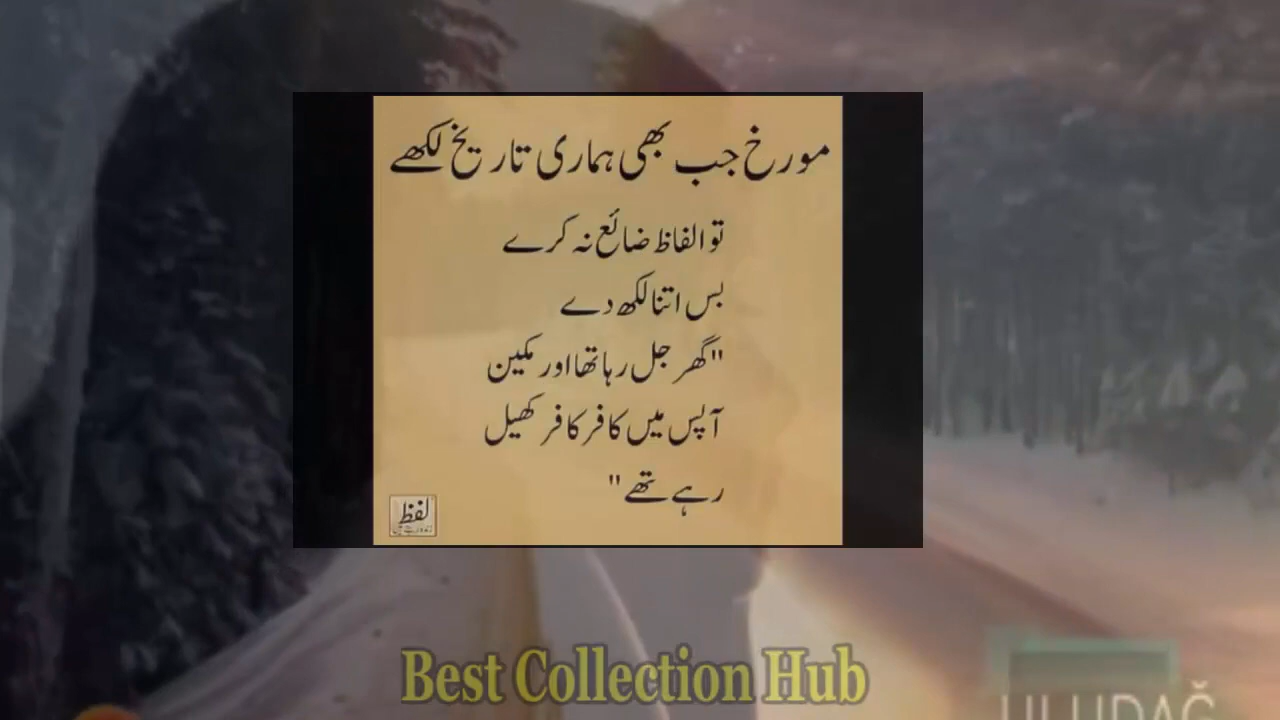 مورخ جب بھی ہماری تاریخ لکھے
تو الفاظ ضائع نہ کرے
بس اتنا لکھ دے
"گھر جل رہا تھا اور مکین
آپس میں کافر کافر کھیل
رہے تھے"
لفظ
Best Collection Hub
ULUDAĞ